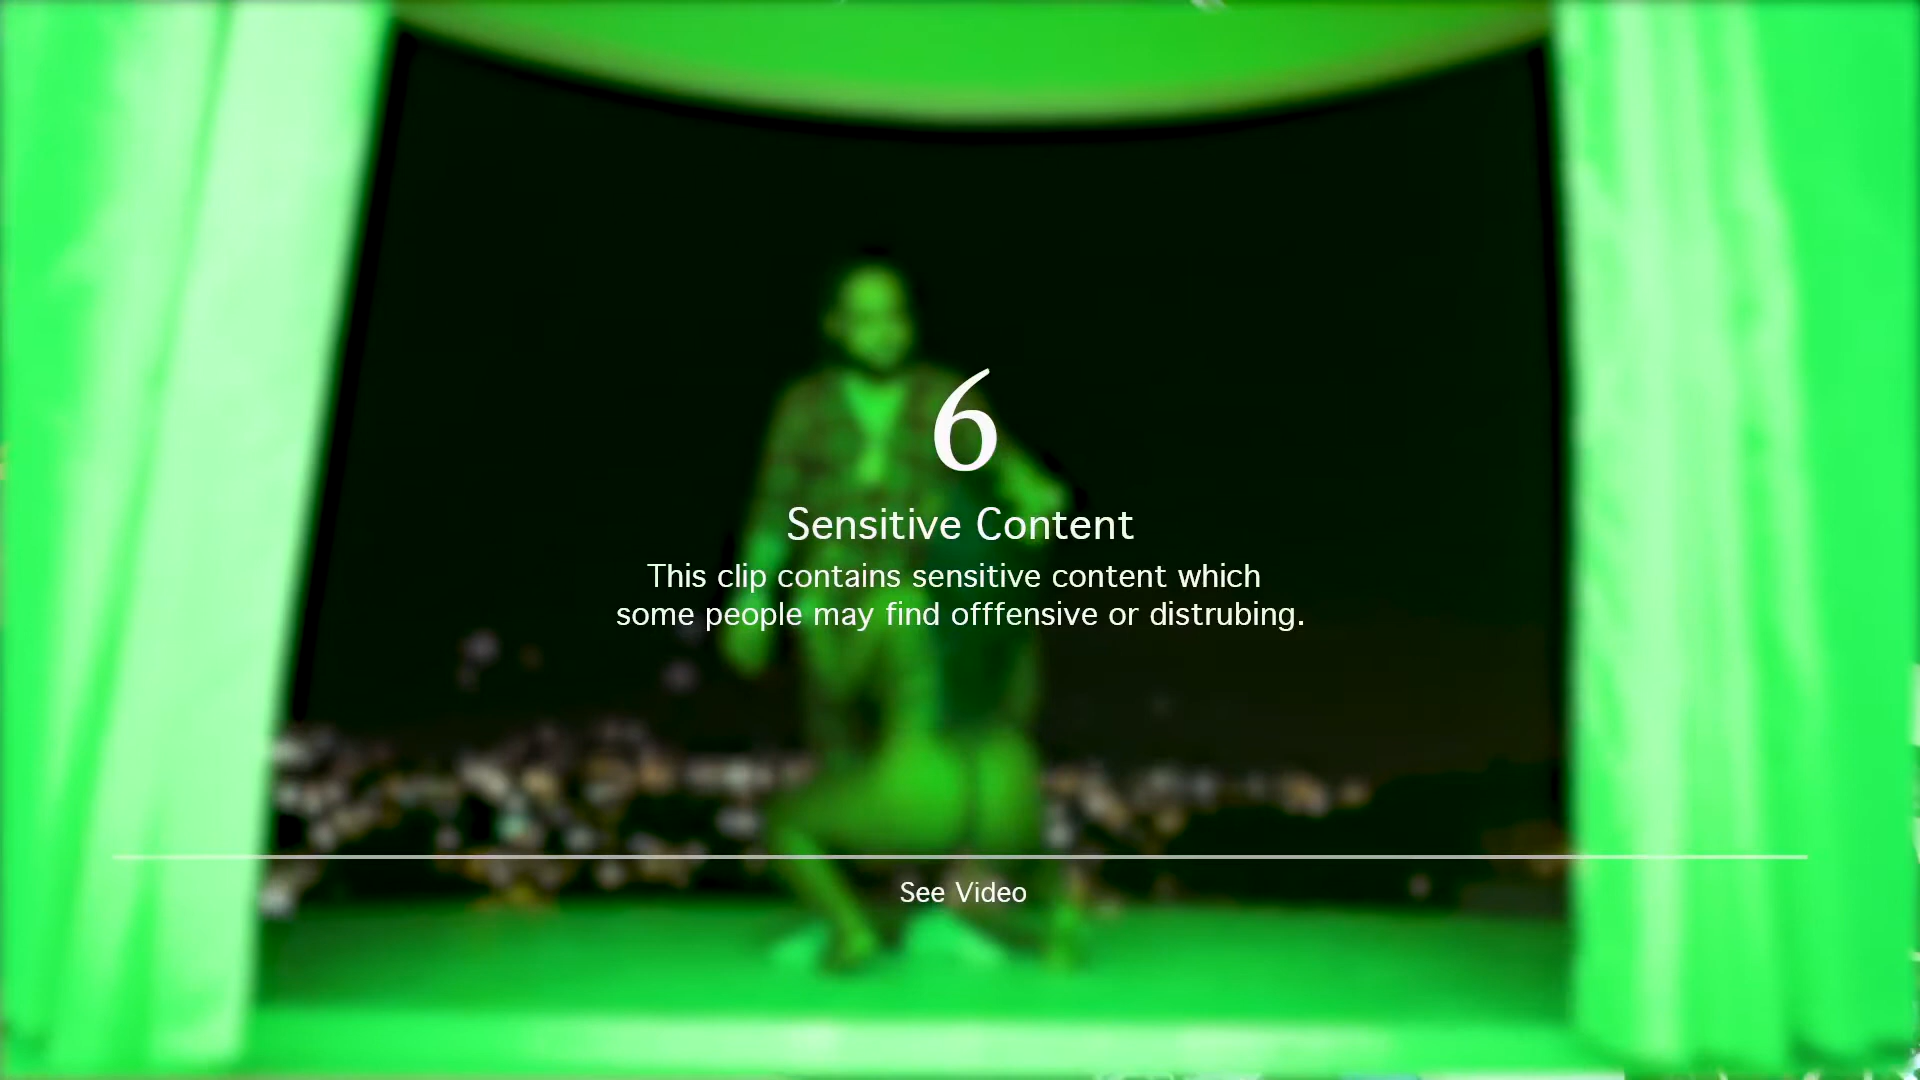 6
Sensitive Content
This clip contains sensitive content which
some people may find offfensive or distrubing.
See Video